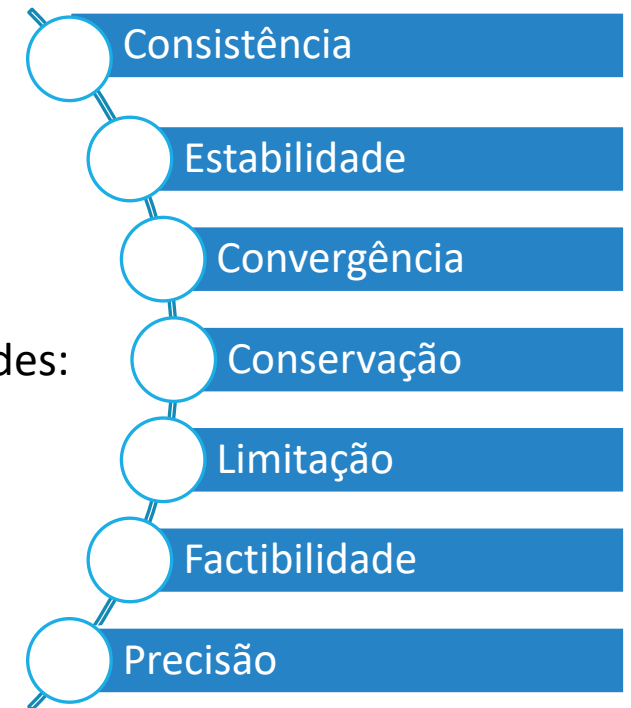 Consistência
Estabilidade
Convergência
des:
Conservação
Limitação
Factibilidade
Precisão